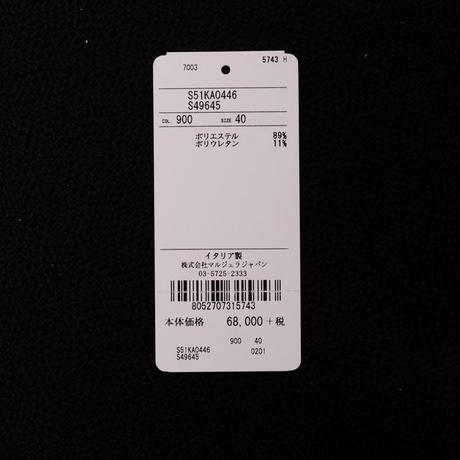 7003 5743 H
S51KA0446
S49645
COL. 900 SIZE 40
ポリエステル 89%
ポリウレタン 11%
イタリア製
株式会社マルジェラジャパン
03-5725-2333
8052707315743
本体価格 68,000 +税
900 40
S51KA0446
S49645 0201